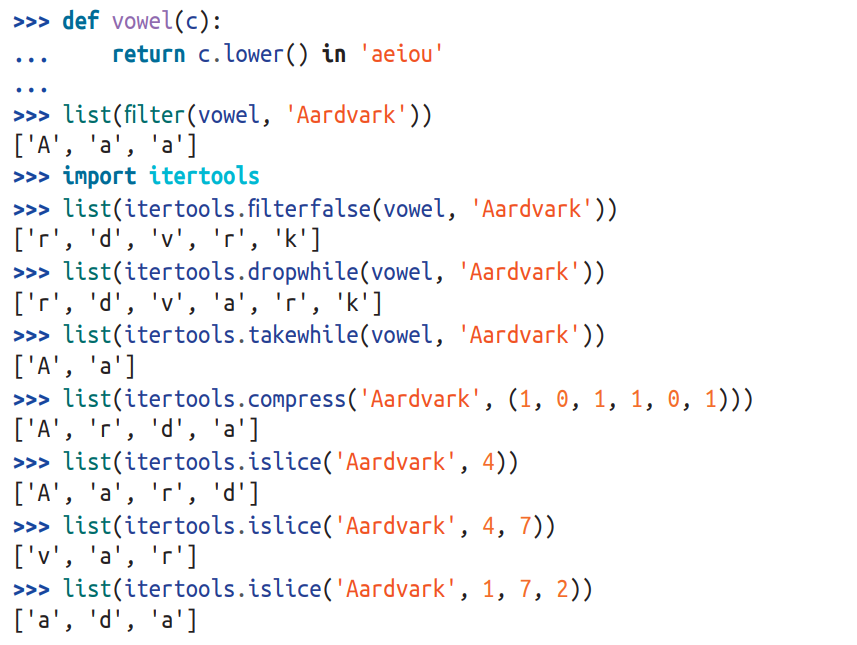 >>> def vowel(c):
...     return c.lower() in 'aeiou'
...
>>> list(filter(vowel, 'Aardvark'))
['A', 'a', 'a']
>>> import itertools
>>> list(itertools.filterfalse(vowel, 'Aardvark'))
['r', 'd', 'v', 'r', 'k']
>>> list(itertools.dropwhile(vowel, 'Aardvark'))
['r', 'd', 'v', 'a', 'r', 'k']
>>> list(itertools.takewhile(vowel, 'Aardvark'))
['A', 'a']
>>> list(itertools.compress('Aardvark', (1, 0, 1, 1, 0, 1)))
['A', 'r', 'd', 'a']
>>> list(itertools.islice('Aardvark', 4))
['A', 'a', 'r', 'd']
>>> list(itertools.islice('Aardvark', 4, 7))
['v', 'a', 'r']
>>> list(itertools.islice('Aardvark', 1, 7, 2))
['a', 'd', 'a']